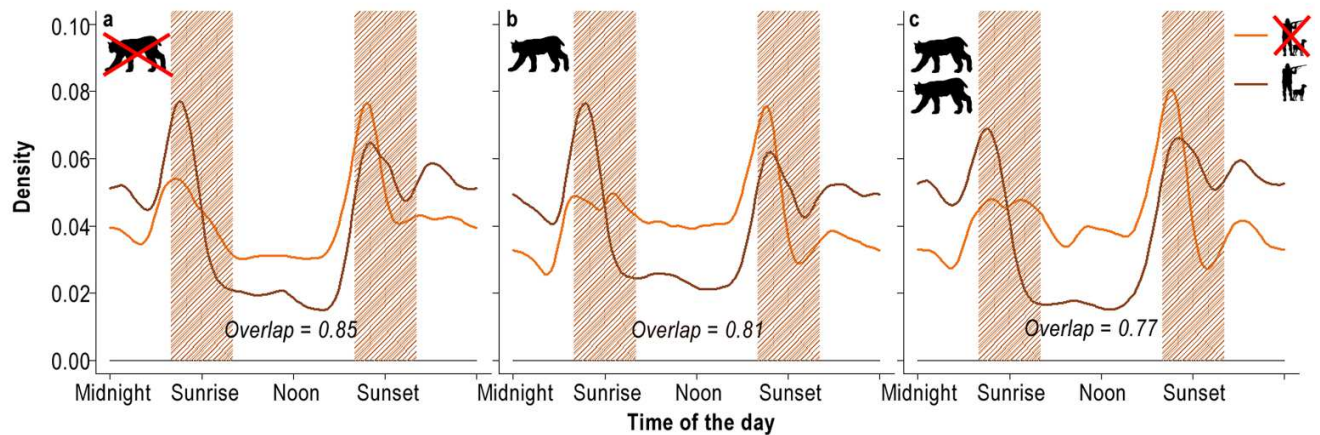 a
b
c
0.10
0.08
0.06
0.04
0.02
0.00
Density
Overlap = 0.85
Overlap = 0.81
Overlap = 0.77
Midnight Sunrise Noon Sunset
Midnight Sunrise Noon Sunset
Midnight Sunrise Noon Sunset
Time of the day